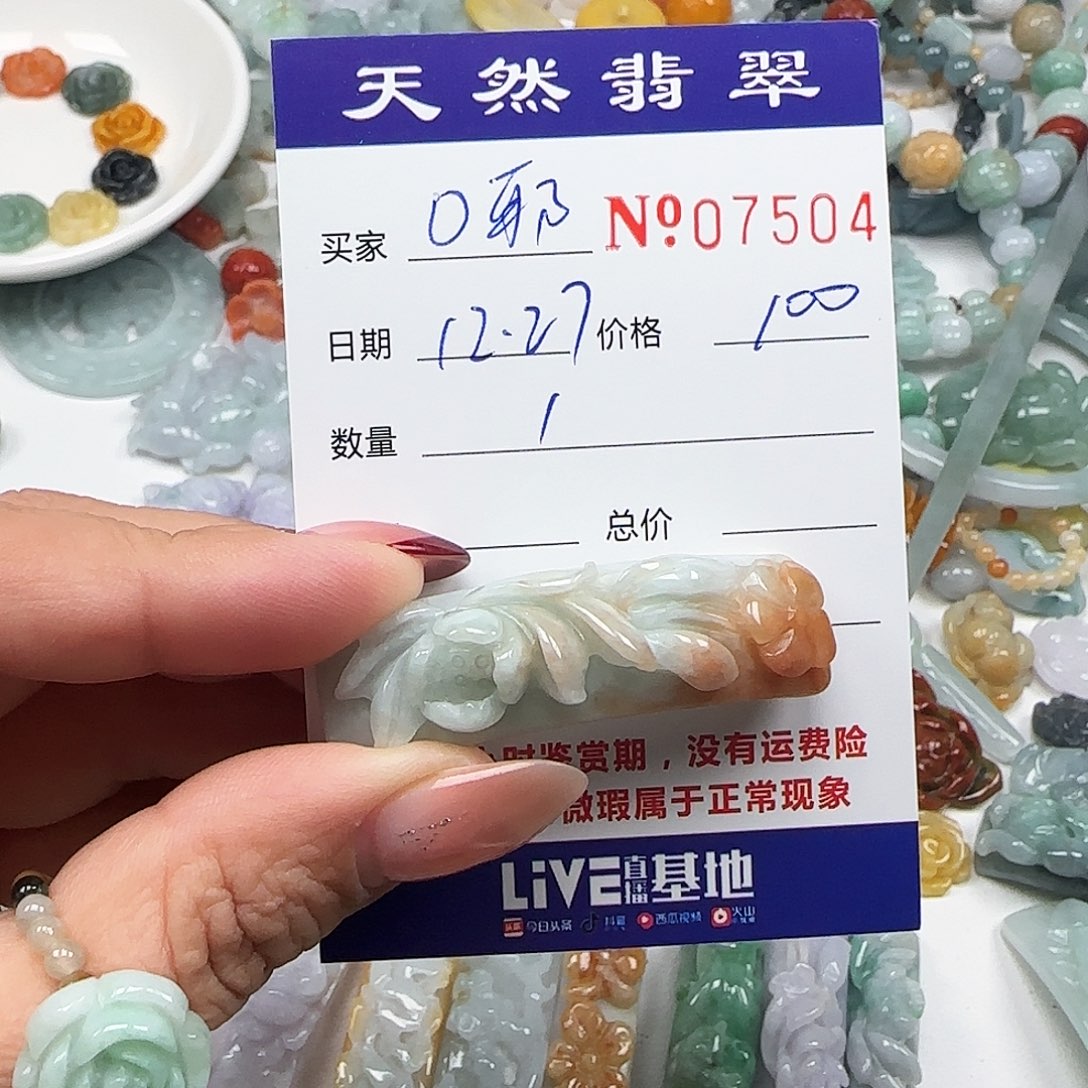 天然翡翠
买家 O耶 Nº07504
日期 12.27 价格 100
数量 1
总价
时鉴赏期，没有运费险
微瑕属于正常现象
LiVE直播基地
头条 今日头条 抖音 西瓜视频 火山